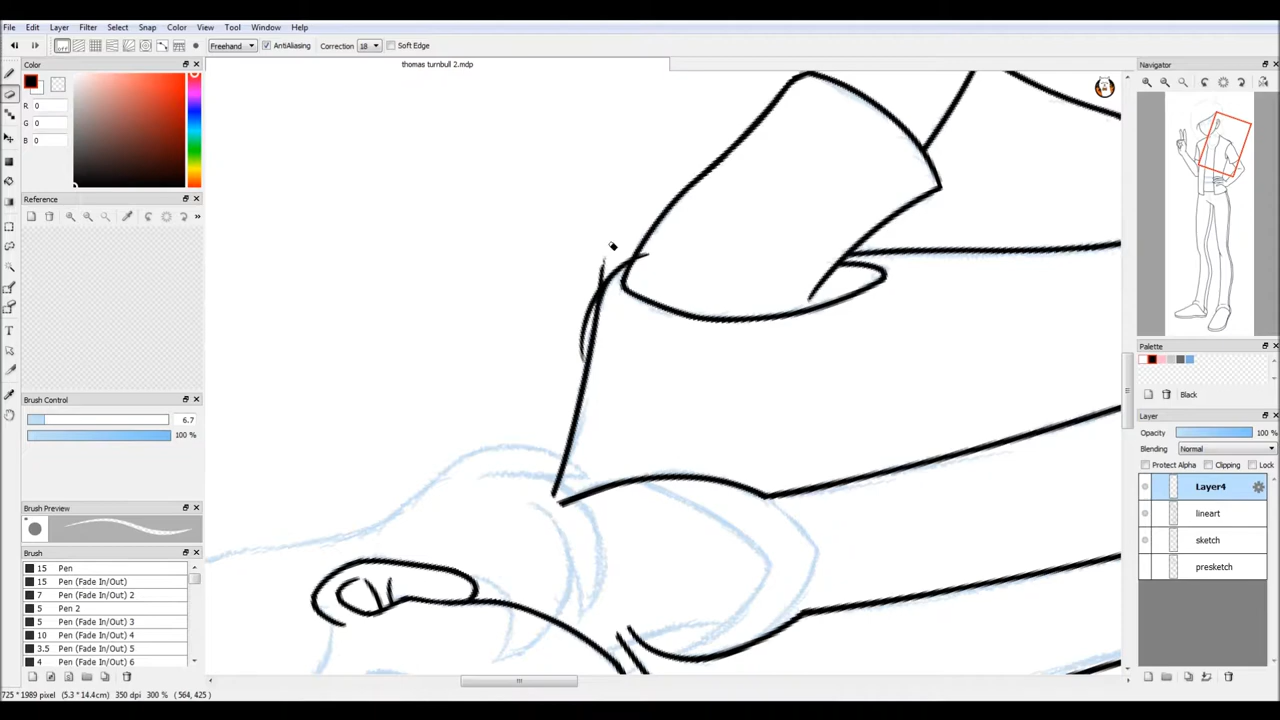 File Edit Layer Filter Select Snap Color View Tool Window Help
off Freehand AntiAliasing Correction 18 Soft Edge
Color
thomas turnbull 2.mdp
Navigator
R 0
G 0
B 0
Reference
Brush Control
6.7
100 %
Brush Preview
Brush
15 Pen
15 Pen (Fade In/Out)
7 Pen (Fade In/Out) 2
5 Pen 2
5 Pen (Fade In/Out) 3
10 Pen (Fade In/Out) 4
3.5 Pen (Fade In/Out) 5
4 Pen (Fade In/Out) 6
Palette
Black
Layer
Opacity 100 %
Blending Normal
Protect Alpha Clipping Lock
Layer4
lineart
sketch
presketch
725 * 1989 pixel (5.3 * 14.4cm) 350 dpi 300 % (564, 425)